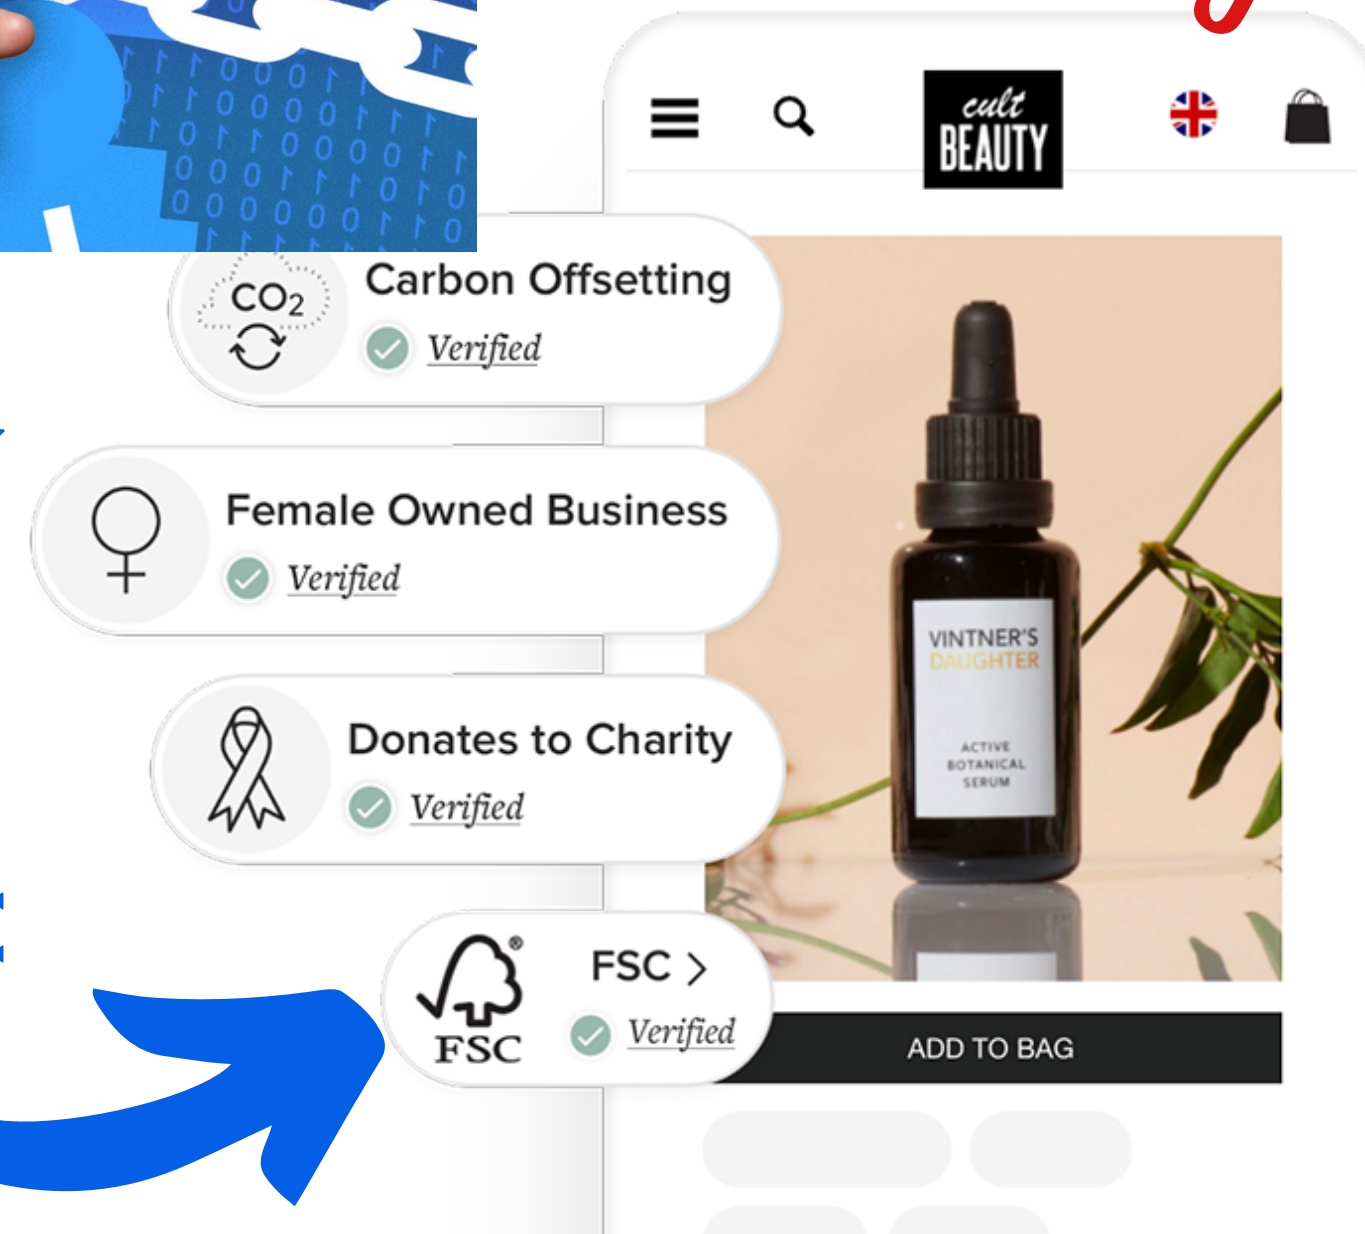 cult
BEAUTY
CO2
Carbon Offsetting
Verified
Female Owned Business
Verified
Donates to Charity
Verified
FSC
FSC >
Verified
VINTNER'S
DAUGHTER
ACTIVE
BOTANICAL
SERUM
ADD TO BAG